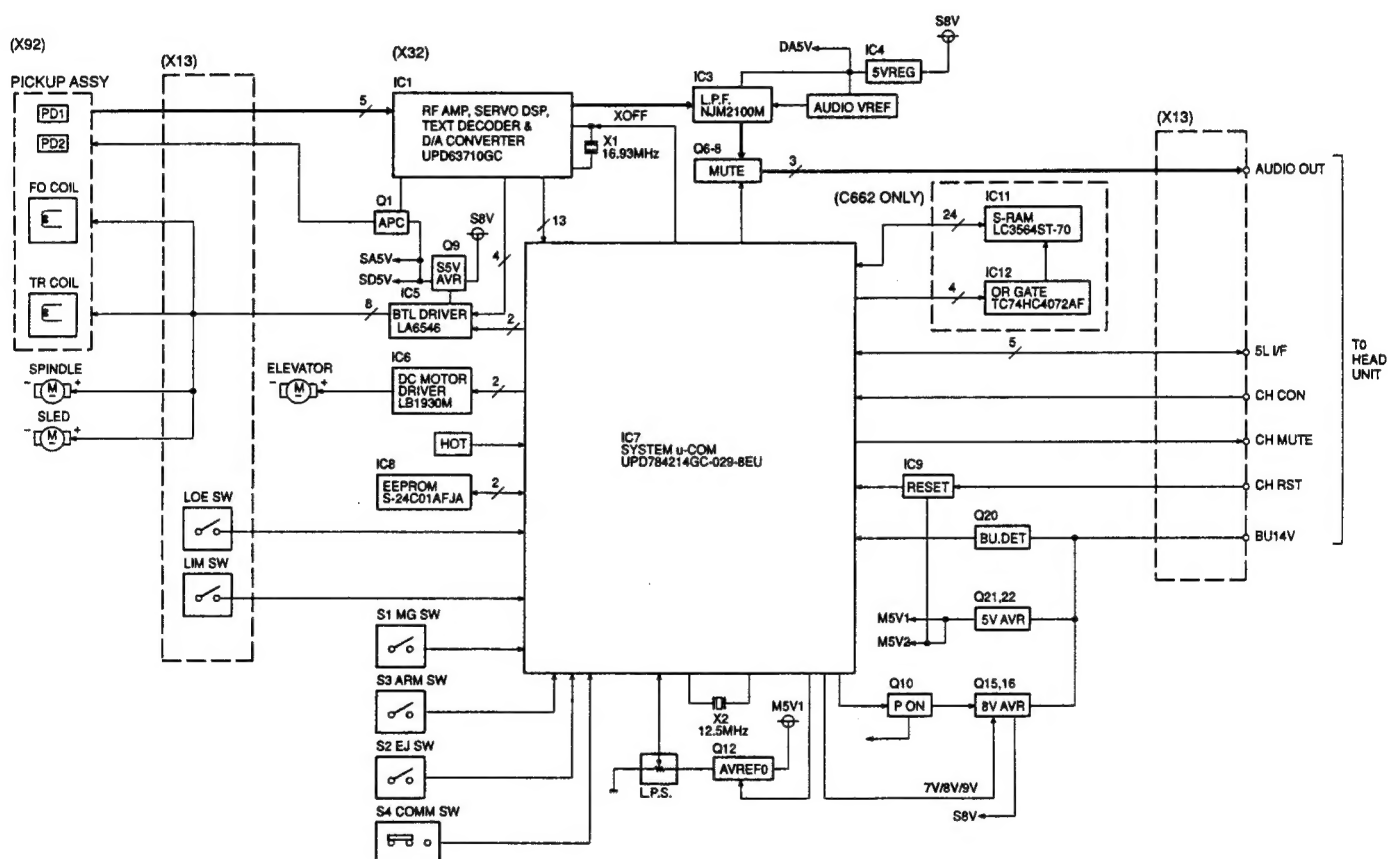 (X92)
PICKUP ASSY
PD1
PD2
FO COIL
TR COIL
SPINDLE
- M +
SLED
- M +
(X13)
LOE SW
LIM SW
(X32)
IC1
RF AMP, SERVO DSP,
TEXT DECODER &
D/A CONVERTER
UPD63710GC
5
XOFF
X1
16.93MHz
Q1
APC
Q9
S8V
S5V
AVR
SA5V
SD5V
4
13
IC5
BTL DRIVER
LA6546
8
2
ELEVATOR
- M +
IC6
DC MOTOR
DRIVER
LB1930M
2
HOT
IC8
EEPROM
S-24C01AFJA
2
S1 MG SW
S3 ARM SW
S2 EJ SW
S4 COMM SW
IC7
SYSTEM u-COM
UPD784214GC-029-8EU
X2
12.5MHz
L.P.S.
Q12
AVREF0
M5V1
DA5V
IC4
5VREG
S8V
IC3
L.P.F.
NJM2100M
AUDIO VREF
Q6-8
MUTE
3
(C662 ONLY)
IC11
S-RAM
LC3564ST-70
24
IC12
OR GATE
TC74HC4072AF
4
5
IC9
RESET
Q20
BU.DET
Q21,22
5V AVR
M5V1
M5V2
Q10
P ON
Q15,16
8V AVR
7V/8V/9V
S8V
(X13)
AUDIO OUT
5L I/F
CH CON
CH MUTE
CH RST
BU14V
TO
HEAD
UNIT